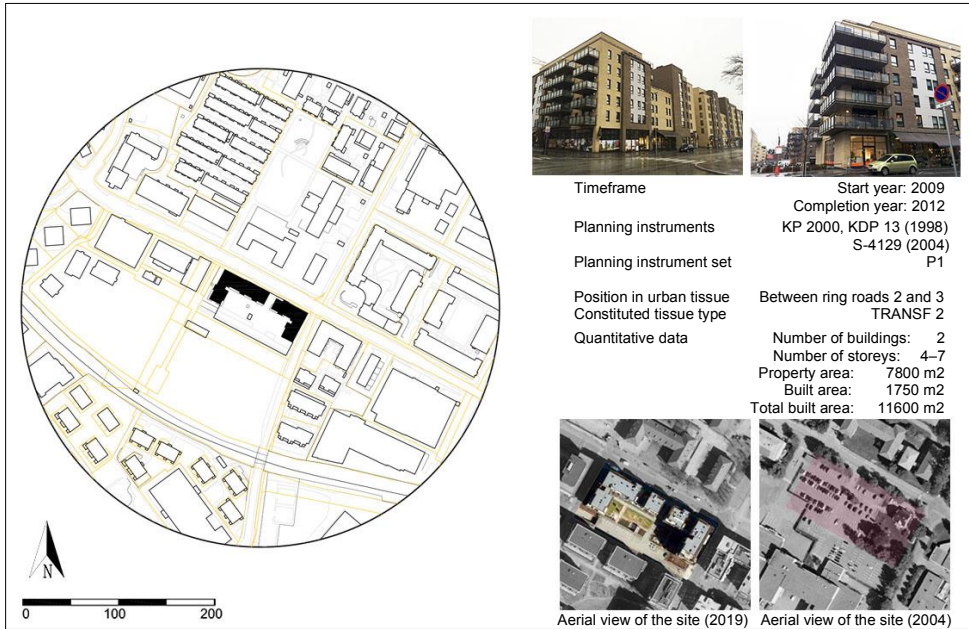 Timeframe Start year: 2009
Completion year: 2012
Planning instruments KP 2000, KDP 13 (1998)
S-4129 (2004)
Planning instrument set P1
Position in urban tissue Between ring roads 2 and 3
Constituted tissue type TRANSF 2
Quantitative data Number of buildings: 2
Number of storeys: 4–7
Property area: 7800 m2
Built area: 1750 m2
Total built area: 11600 m2
N
0 100 200
Aerial view of the site (2019) Aerial view of the site (2004)